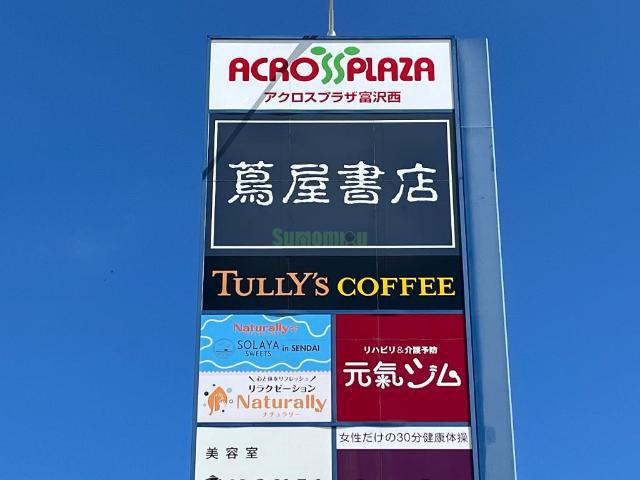 ACROSSPLAZA
アクロスプラザ富沢西
蔦屋書店
Sumomiru
TULLY'S COFFEE
Naturally
SOLAYA SWEETS in SENDAI
心と体をリフレッシュ
リラクゼーション
Naturally
ナチュラリー
リハビリ&介護予防
元氣ジム
美容室
女性だけの30分健康体操